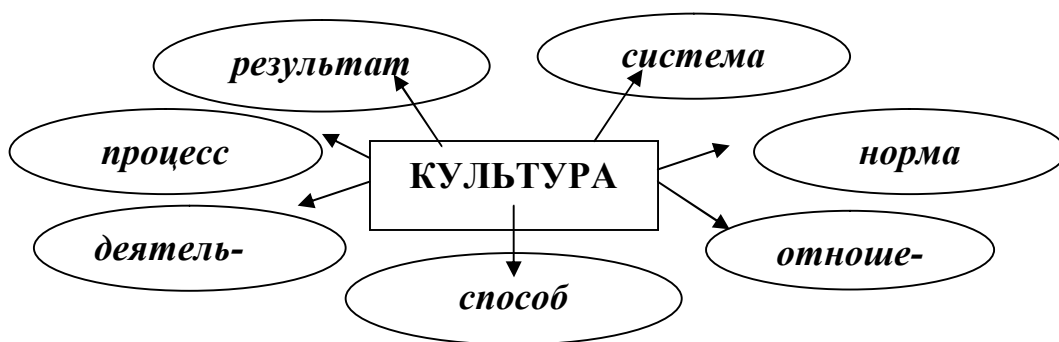 результат
система
процесс
КУЛЬТУРА
норма
деятель-
отноше-
способ